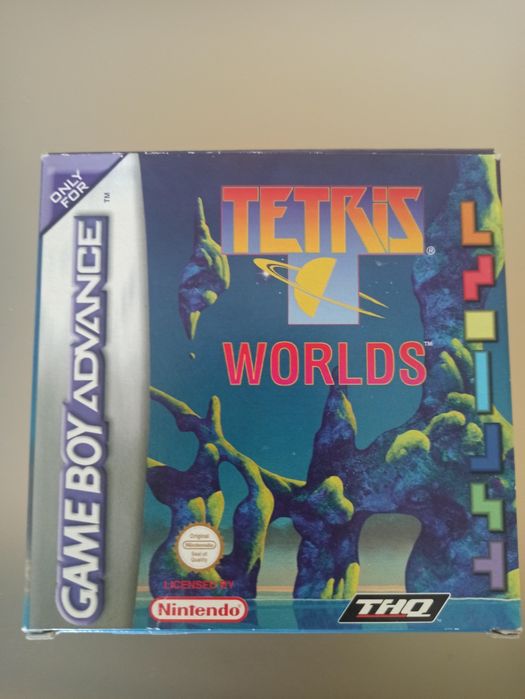 ONLY
FOR
GAME BOY ADVANCE
TM
TETRIS
®
WORLDS
TM
Original
Nintendo
Seal of
Quality
LICENSED BY
Nintendo
THQ